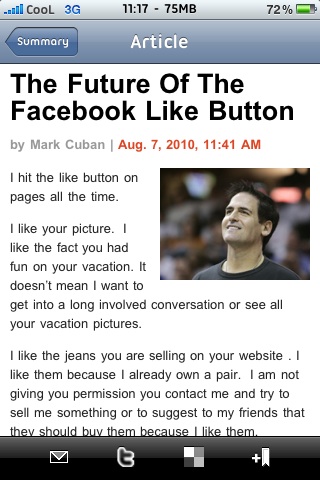 CooL 3G 11:17 - 75MB 72%
Summary Article
The Future Of The
Facebook Like Button
by Mark Cuban | Aug. 7, 2010, 11:41 AM
I hit the like button on
pages all the time.
I like your picture. I
like the fact you had
fun on your vacation. It
doesn't mean I want to
get into a long involved conversation or see all
your vacation pictures.
I like the jeans you are selling on your website . I
like them because I already own a pair. I am not
giving you permission you contact me and try to
sell me something or to suggest to my friends that
they should buy them because I like them.